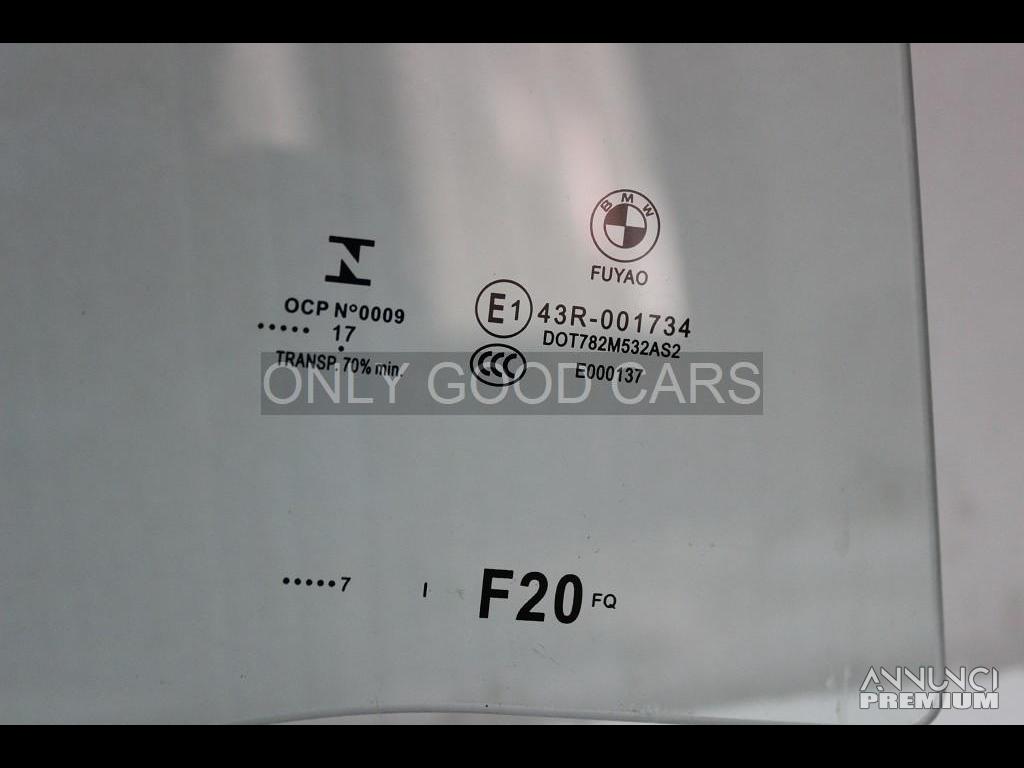 BMW
FUYAO
OCP Nº0009
••••• 17
TRANSP. 70% min.
E1 43R-001734
DOT782M532AS2
CCC E000137
ONLY GOOD CARS
•••••7
F20 FQ
ANNUNCI
PREMIUM